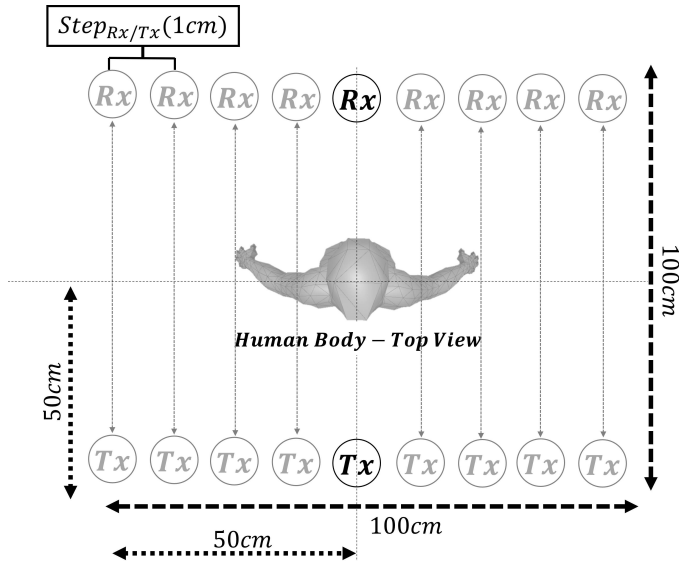 Step_{Rx/Tx}(1cm)
Rx Rx Rx Rx Rx Rx Rx Rx Rx
100cm
Human Body – Top View
50cm
Tx Tx Tx Tx Tx Tx Tx Tx Tx
100cm
50cm